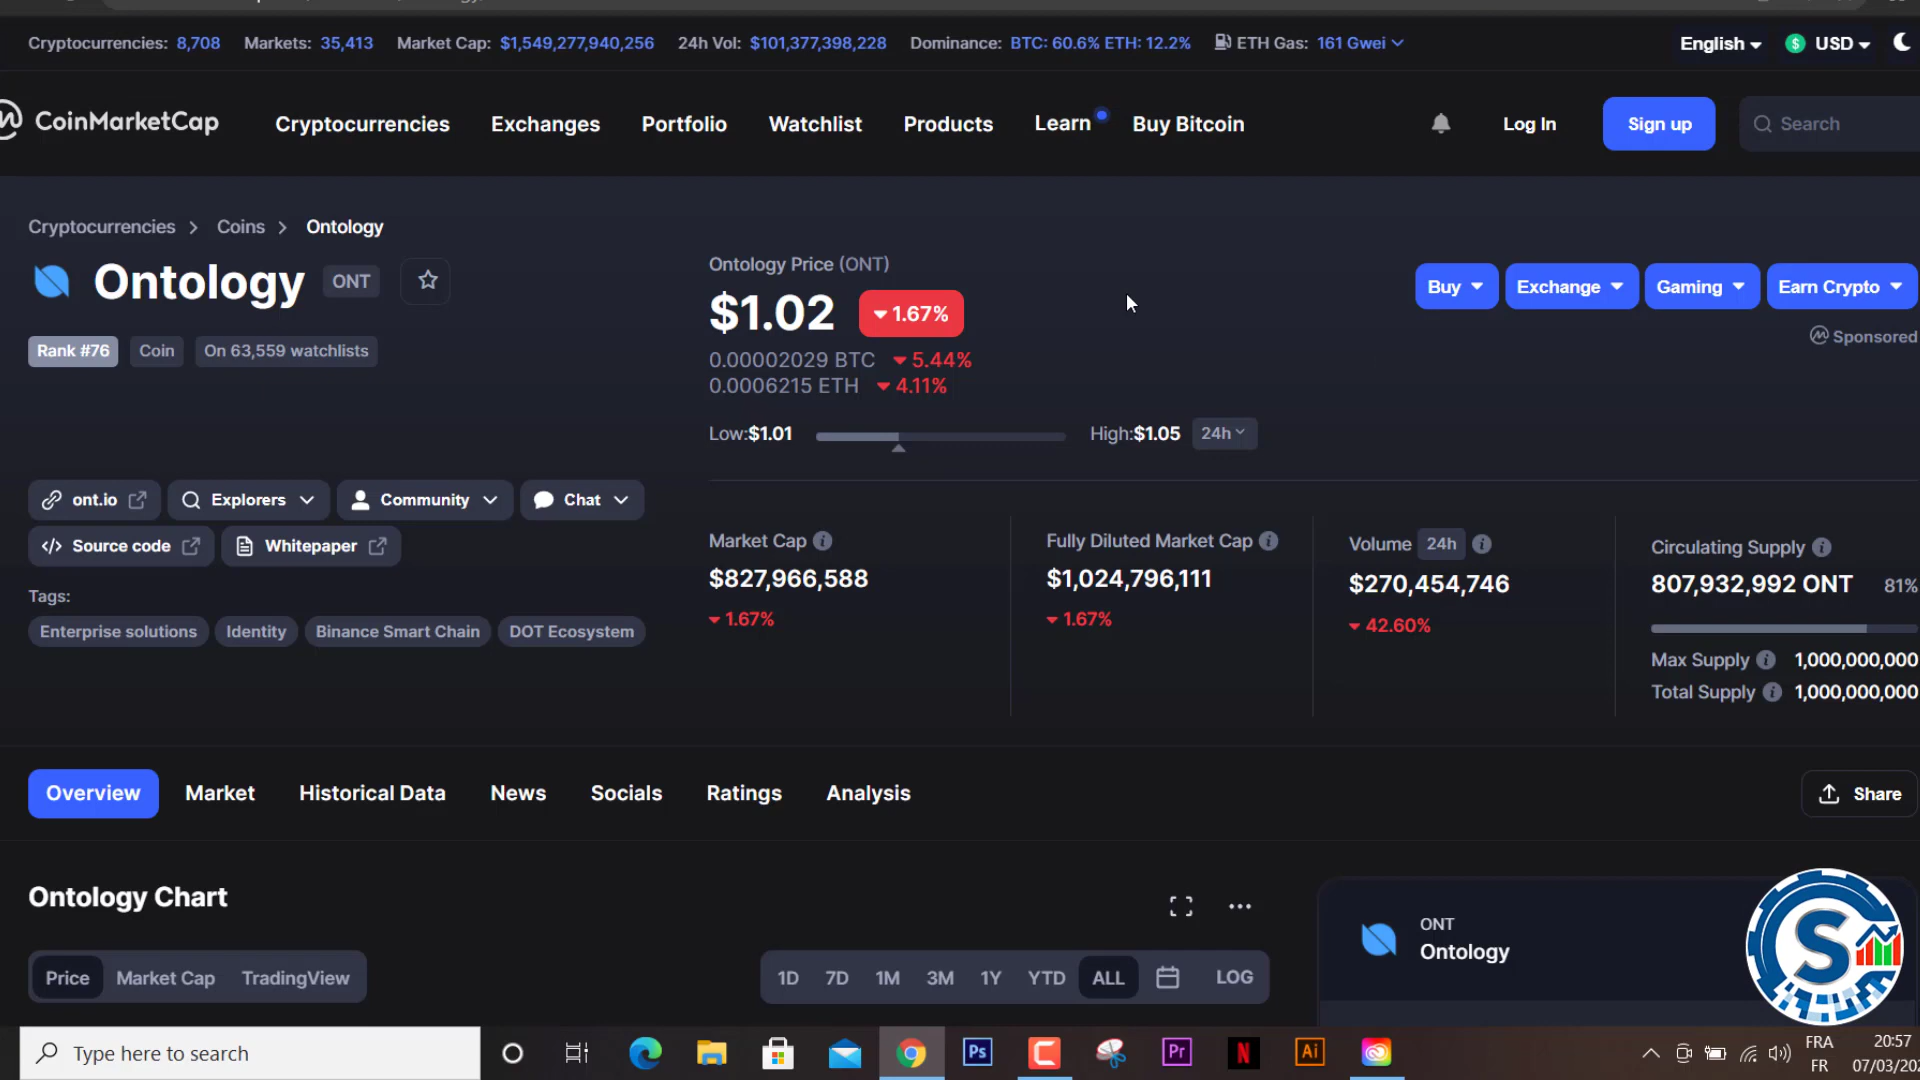 Cryptocurrencies: 8,708 Markets: 35,413 Market Cap: $1,549,277,940,256 24h Vol: $101,377,398,228 Dominance: BTC: 60.6% ETH: 12.2% ETH Gas: 161 Gwei English USD
CoinMarketCap Cryptocurrencies Exchanges Portfolio Watchlist Products Learn Buy Bitcoin Log In Sign up Search
Cryptocurrencies Coins Ontology
Ontology ONT
Rank #76 Coin On 63,559 watchlists
Ontology Price (ONT)
$1.02 1.67%
0.00002029 BTC 5.44%
0.0006215 ETH 4.11%
Low:$1.01 High:$1.05 24h
Buy Exchange Gaming Earn Crypto
Sponsored
ont.io Explorers Community Chat
Source code Whitepaper
Tags:
Enterprise solutions Identity Binance Smart Chain DOT Ecosystem
Market Cap
$827,966,588
1.67%
Fully Diluted Market Cap
$1,024,796,111
1.67%
Volume 24h
$270,454,746
42.60%
Circulating Supply
807,932,992 ONT 81%
Max Supply 1,000,000,000
Total Supply 1,000,000,000
Overview Market Historical Data News Socials Ratings Analysis Share
Ontology Chart
Price Market Cap TradingView 1D 7D 1M 3M 1Y YTD ALL LOG
ONT
Ontology
S
Type here to search
Ps Pr N Ai
FRA
FR
20:57
07/03/202